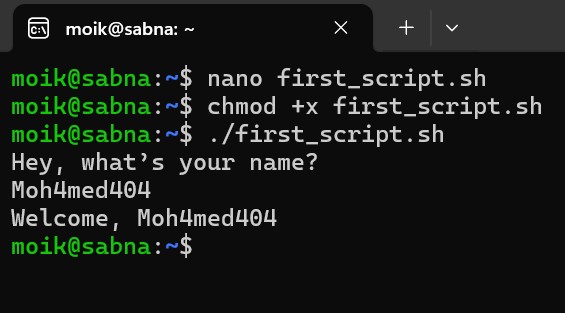 moik@sabna: ~
moik@sabna:~$ nano first_script.sh
moik@sabna:~$ chmod +x first_script.sh
moik@sabna:~$ ./first_script.sh
Hey, what’s your name?
Moh4med404
Welcome, Moh4med404
moik@sabna:~$